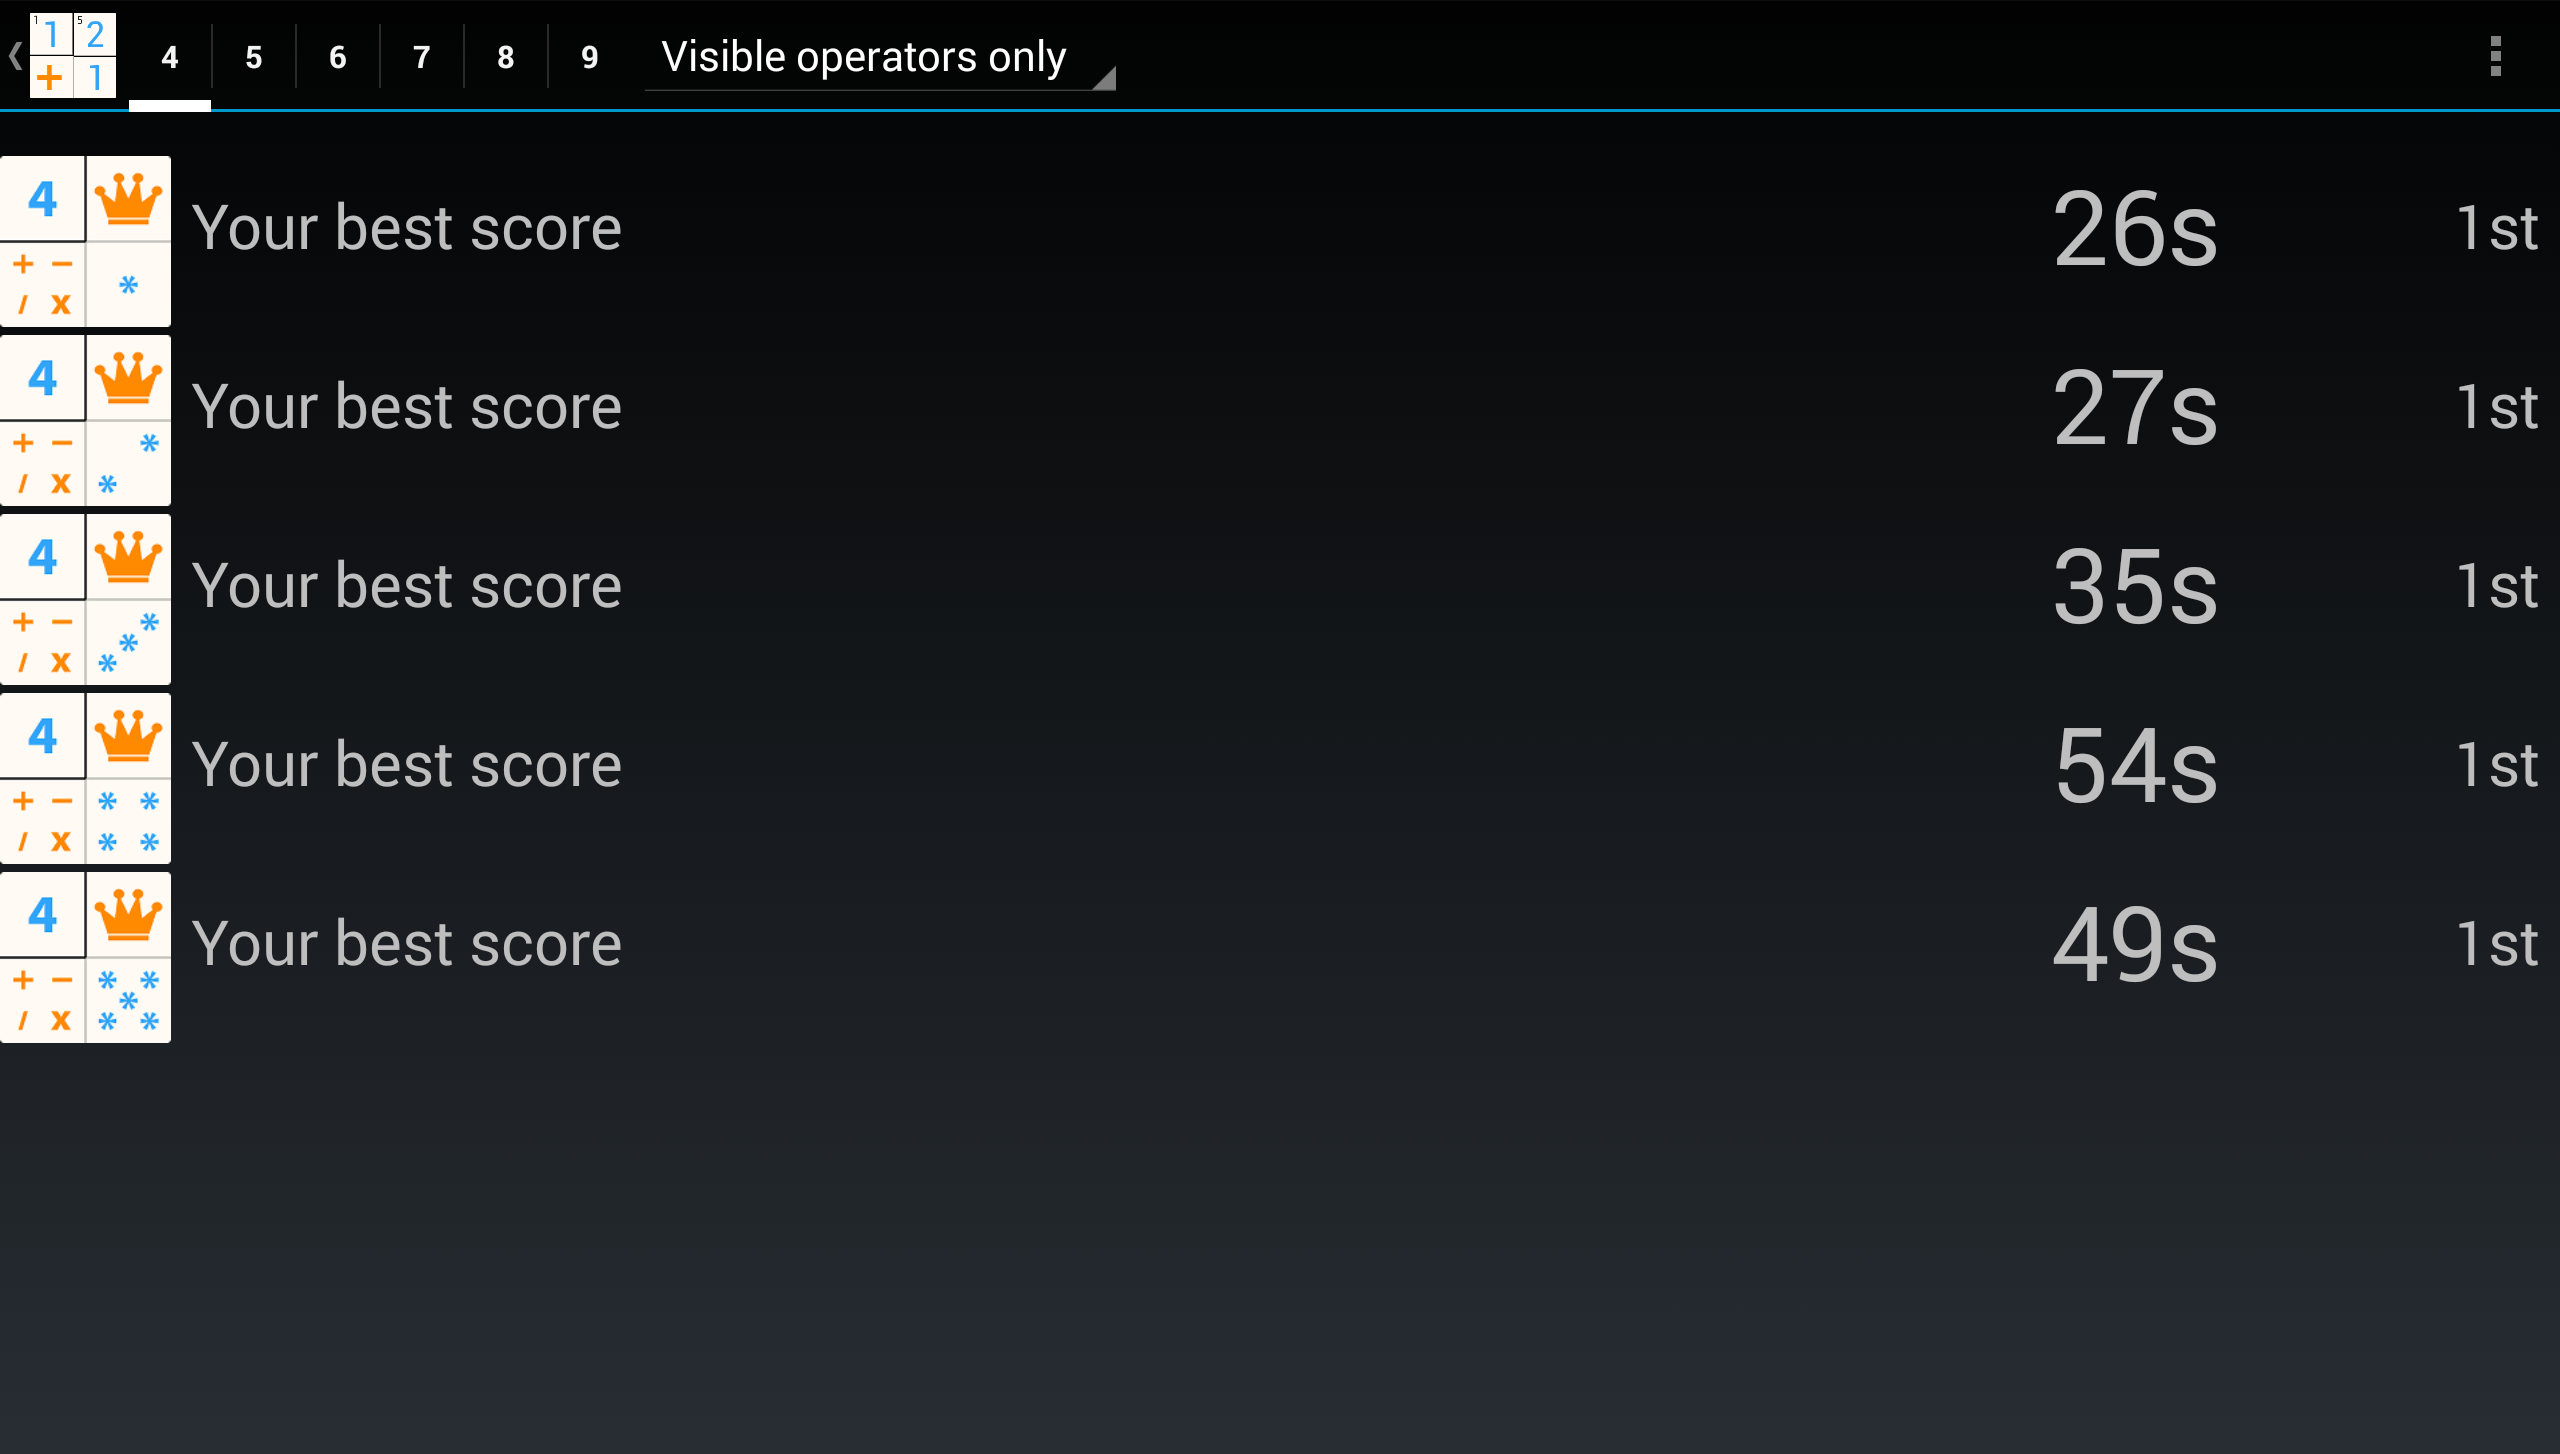 1 1 5 2
+ 1
4 5 6 7 8 9 Visible operators only
4
+ −
/ x *
Your best score 26s 1st
4
+ − *
/ x *
Your best score 27s 1st
4
+ − *
/ x * *
Your best score 35s 1st
4
+ − * *
/ x * *
Your best score 54s 1st
4
+ − * *
*
/ x * *
Your best score 49s 1st